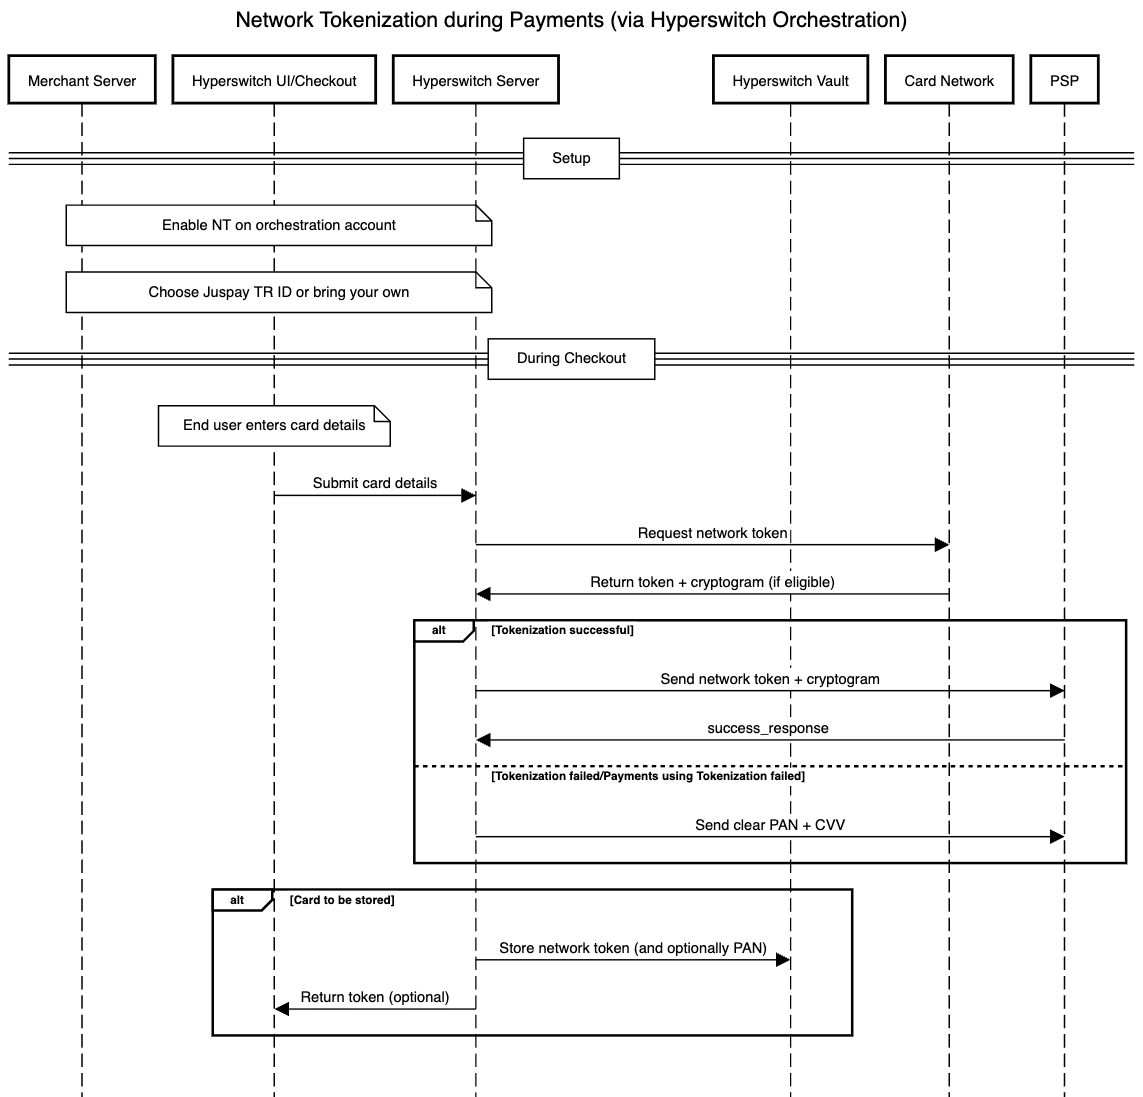 Network Tokenization during Payments (via Hyperswitch Orchestration)
Merchant Server
Hyperswitch UI/Checkout
Hyperswitch Server
Hyperswitch Vault
Card Network
PSP
Setup
Enable NT on orchestration account
Choose Juspay TR ID or bring your own
During Checkout
End user enters card details
Submit card details
Request network token
Return token + cryptogram (if eligible)
alt
[Tokenization successful]
Send network token + cryptogram
success_response
[Tokenization failed/Payments using Tokenization failed]
Send clear PAN + CVV
alt
[Card to be stored]
Store network token (and optionally PAN)
Return token (optional)